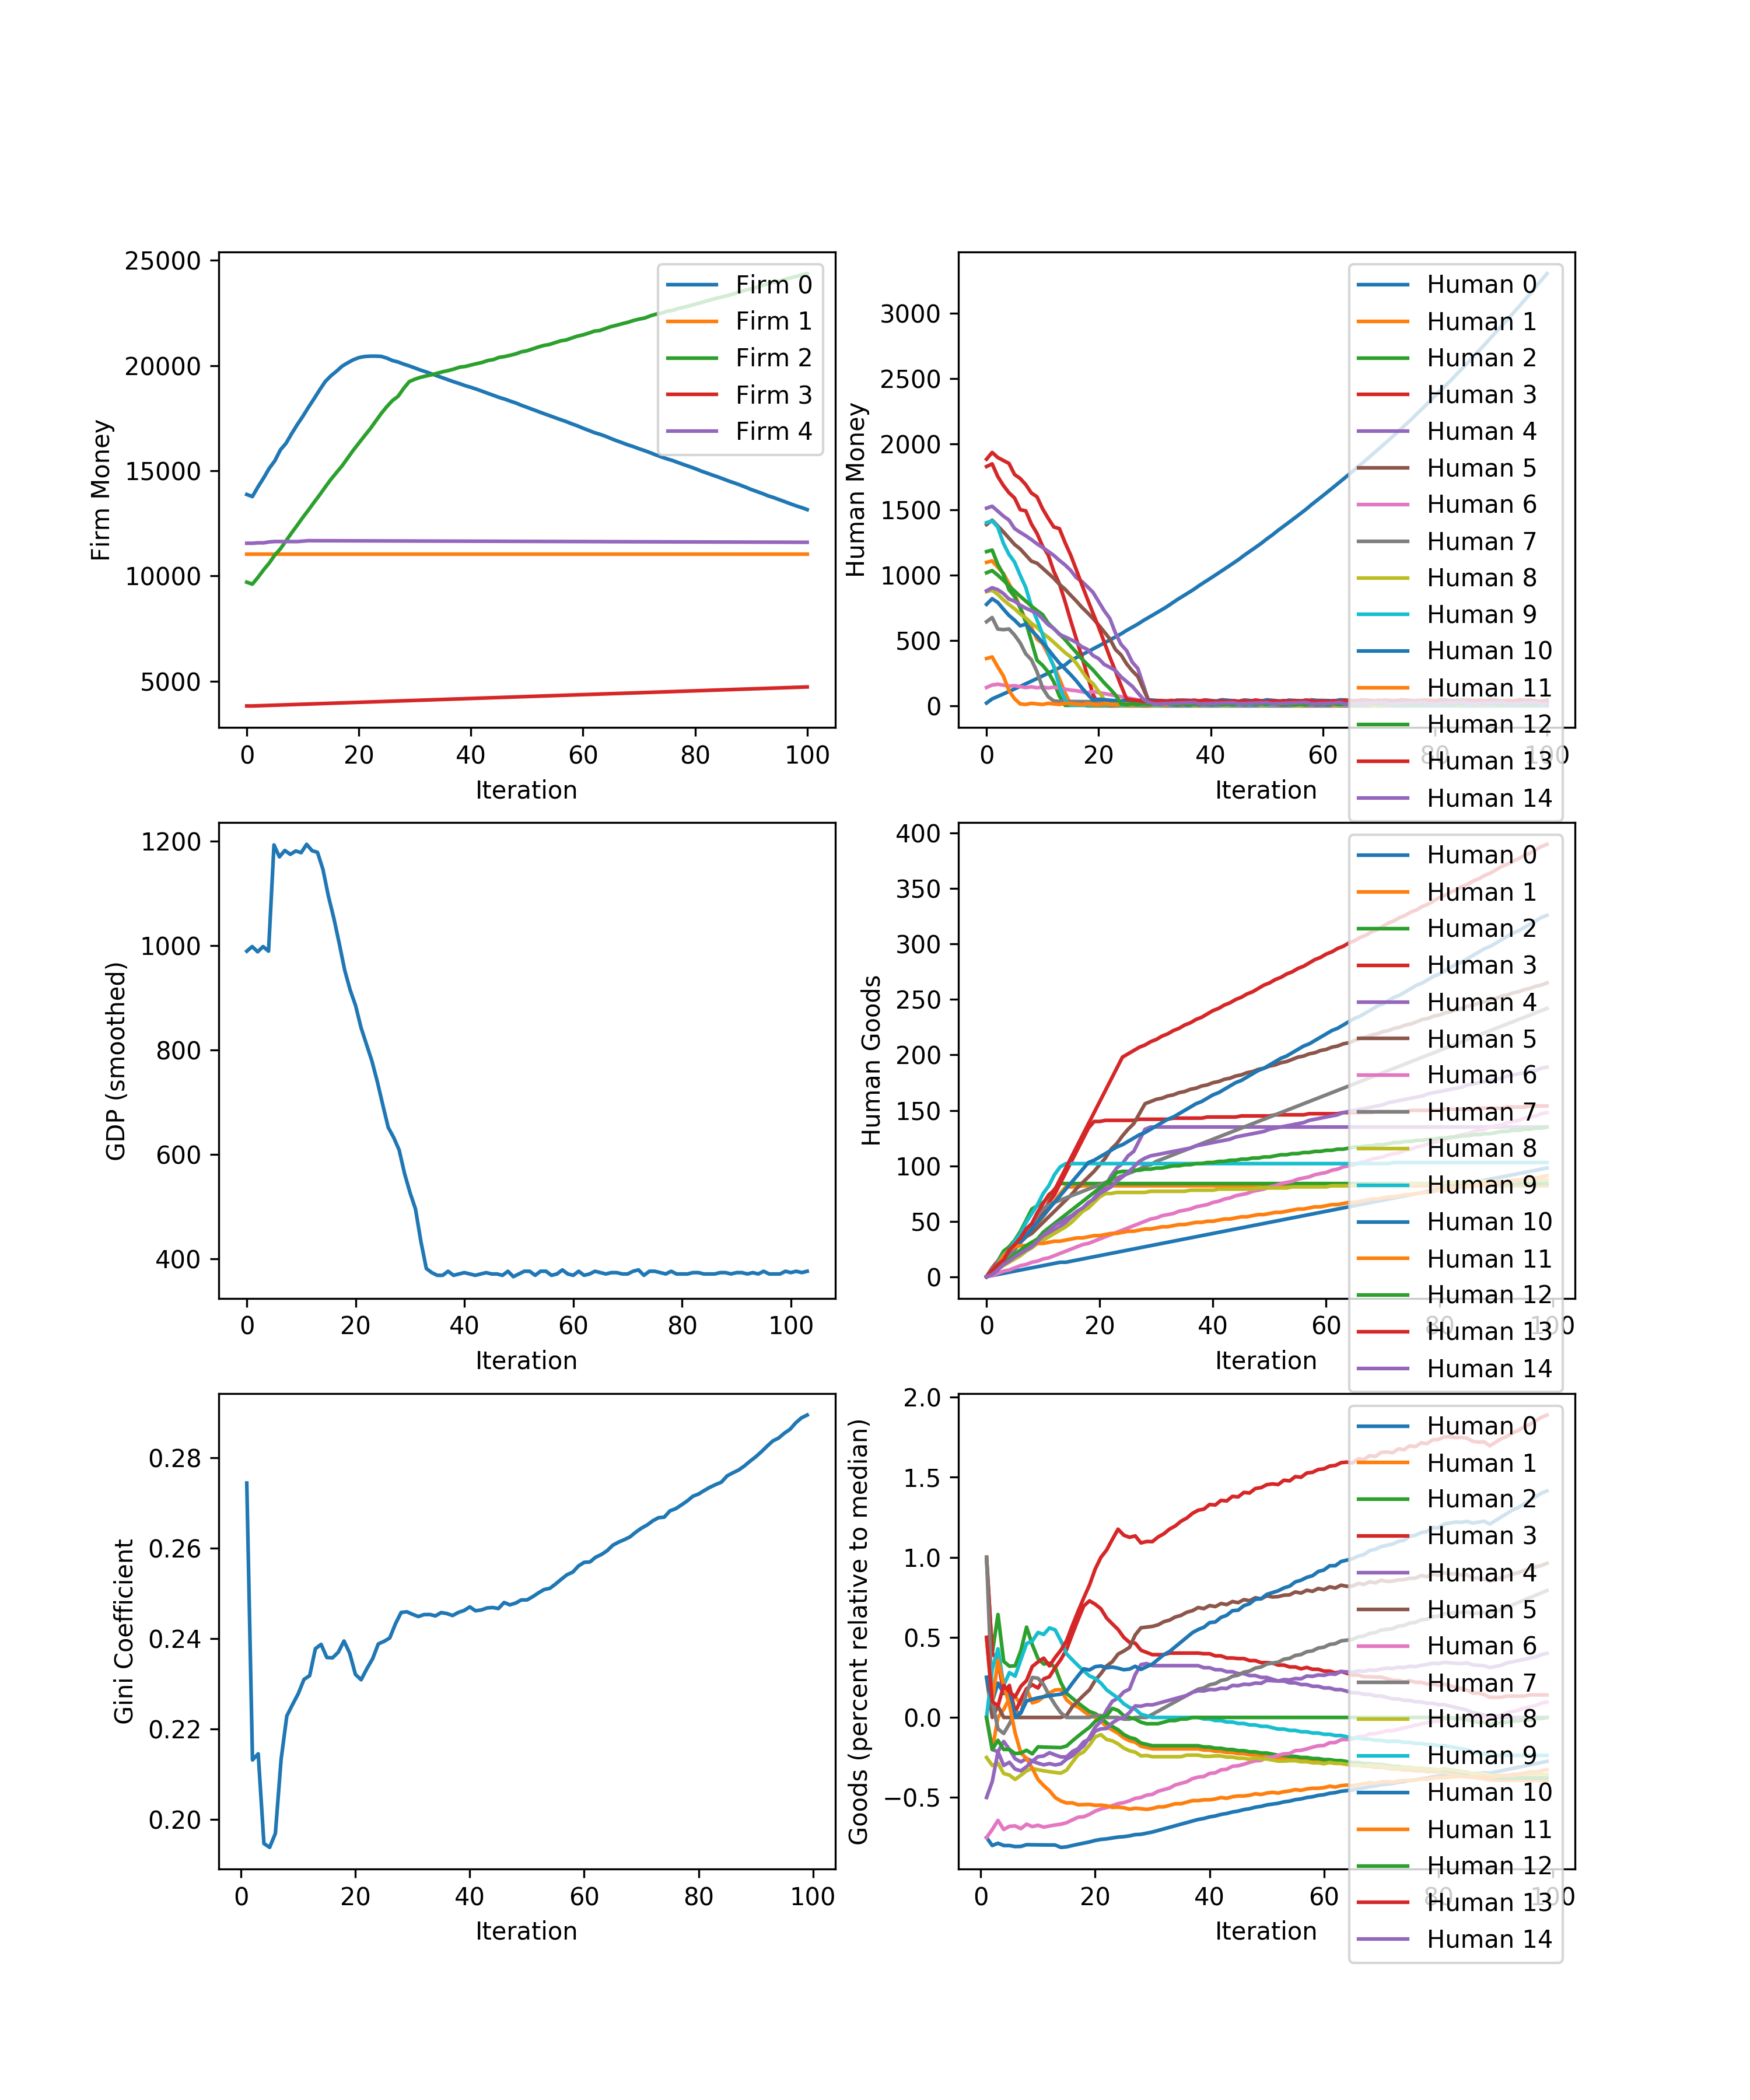 25000
20000
15000
10000
5000
Firm Money
0 20 40 60 80 100
Iteration
Firm 0
Firm 1
Firm 2
Firm 3
Firm 4
3000
2500
2000
1500
1000
500
0
Human Money
0 20 40 60 80 100
Iteration
Human 0
Human 1
Human 2
Human 3
Human 4
Human 5
Human 6
Human 7
Human 8
Human 9
Human 10
Human 11
Human 12
Human 13
Human 14
1200
1000
800
600
400
GDP (smoothed)
0 20 40 60 80 100
Iteration
400
350
300
250
200
150
100
50
0
Human Goods
0 20 40 60 80 100
Iteration
Human 0
Human 1
Human 2
Human 3
Human 4
Human 5
Human 6
Human 7
Human 8
Human 9
Human 10
Human 11
Human 12
Human 13
Human 14
0.28
0.26
0.24
0.22
0.20
Gini Coefficient
0 20 40 60 80 100
Iteration
2.0
1.5
1.0
0.5
0.0
−0.5
Goods (percent relative to median)
0 20 40 60 80 100
Iteration
Human 0
Human 1
Human 2
Human 3
Human 4
Human 5
Human 6
Human 7
Human 8
Human 9
Human 10
Human 11
Human 12
Human 13
Human 14